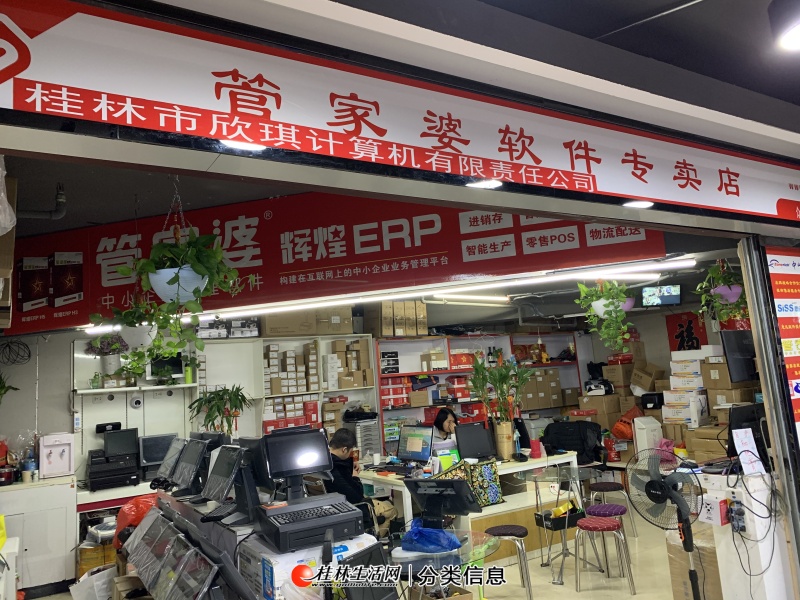 管家婆软件专卖店
桂林市欣琪计算机有限责任公司
管家婆®
辉煌ERP
构建在互联网上的中小企业业务管理平台
进销存
智能生产
零售POS
物流配送
福
SISS
桂林生活网 | 分类信息